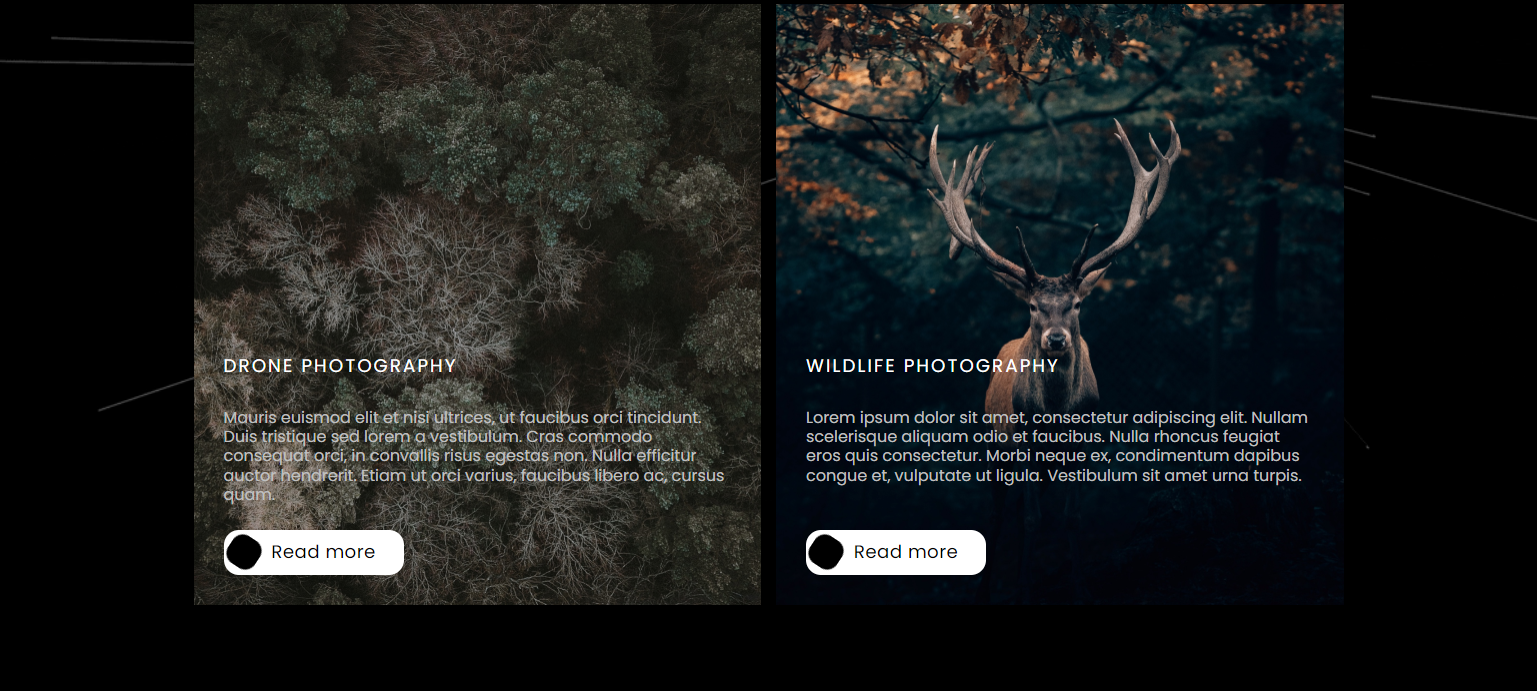 DRONE PHOTOGRAPHY
Mauris euismod elit et nisi ultrices, ut faucibus orci tincidunt.
Duis tristique sed lorem a vestibulum. Cras commodo
consequat orci, in convallis risus egestas non. Nulla efficitur
auctor hendrerit. Etiam ut orci varius, faucibus libero ac, cursus
quam.
Read more
WILDLIFE PHOTOGRAPHY
Lorem ipsum dolor sit amet, consectetur adipiscing elit. Nullam
scelerisque aliquam odio et faucibus. Nulla rhoncus feugiat
eros quis consectetur. Morbi neque ex, condimentum dapibus
congue et, vulputate ut ligula. Vestibulum sit amet urna turpis.
Read more